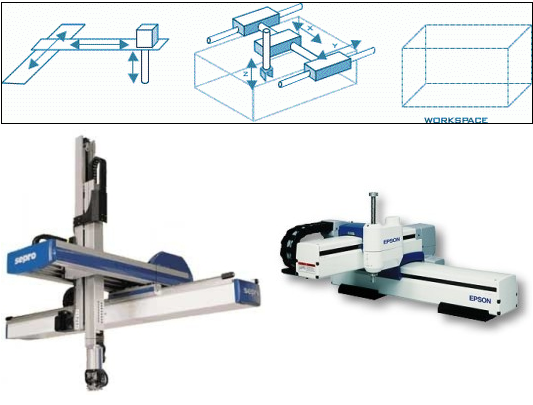 X
Y
Z
WORKSPACE
sepro
sepro
EPSON
EPSON